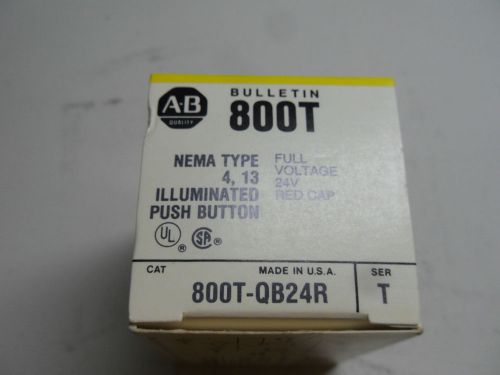 A-B
QUALITY
BULLETIN
800T
NEMA TYPE
4, 13
ILLUMINATED
PUSH BUTTON
FULL
VOLTAGE
24V
RED CAP
UL ® SA ®
CAT
MADE IN U.S.A.
SER
800T-QB24R
T